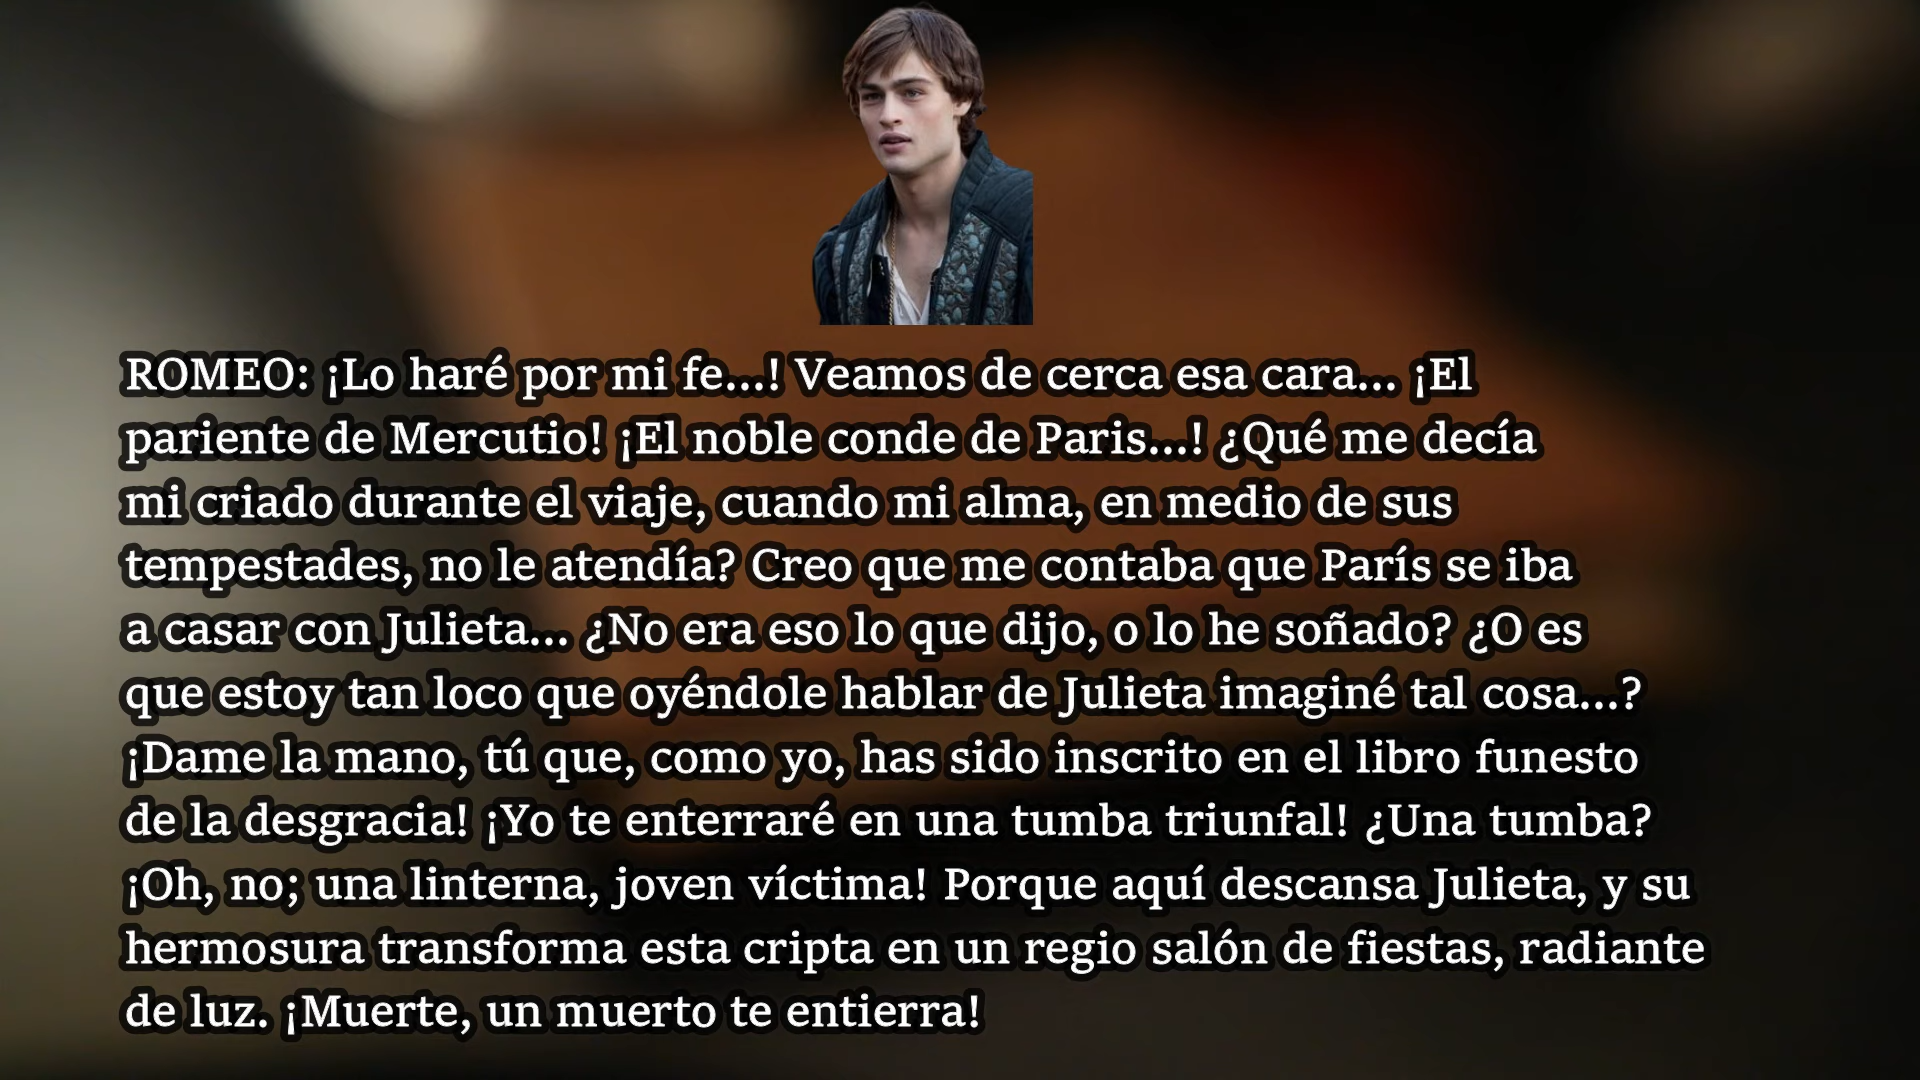 ROMEO: ¡Lo haré por mi fe...! Veamos de cerca esa cara... ¡El
pariente de Mercutio! ¡El noble conde de Paris...! ¿Qué me decía
mi criado durante el viaje, cuando mi alma, en medio de sus
tempestades, no le atendía? Creo que me contaba que París se iba
a casar con Julieta... ¿No era eso lo que dijo, o lo he soñado? ¿O es
que estoy tan loco que oyéndole hablar de Julieta imaginé tal cosa...?
¡Dame la mano, tú que, como yo, has sido inscrito en el libro funesto
de la desgracia! ¡Yo te enterraré en una tumba triunfal! ¿Una tumba?
¡Oh, no; una linterna, joven víctima! Porque aquí descansa Julieta, y su
hermosura transforma esta cripta en un regio salón de fiestas, radiante
de luz. ¡Muerte, un muerto te entierra!